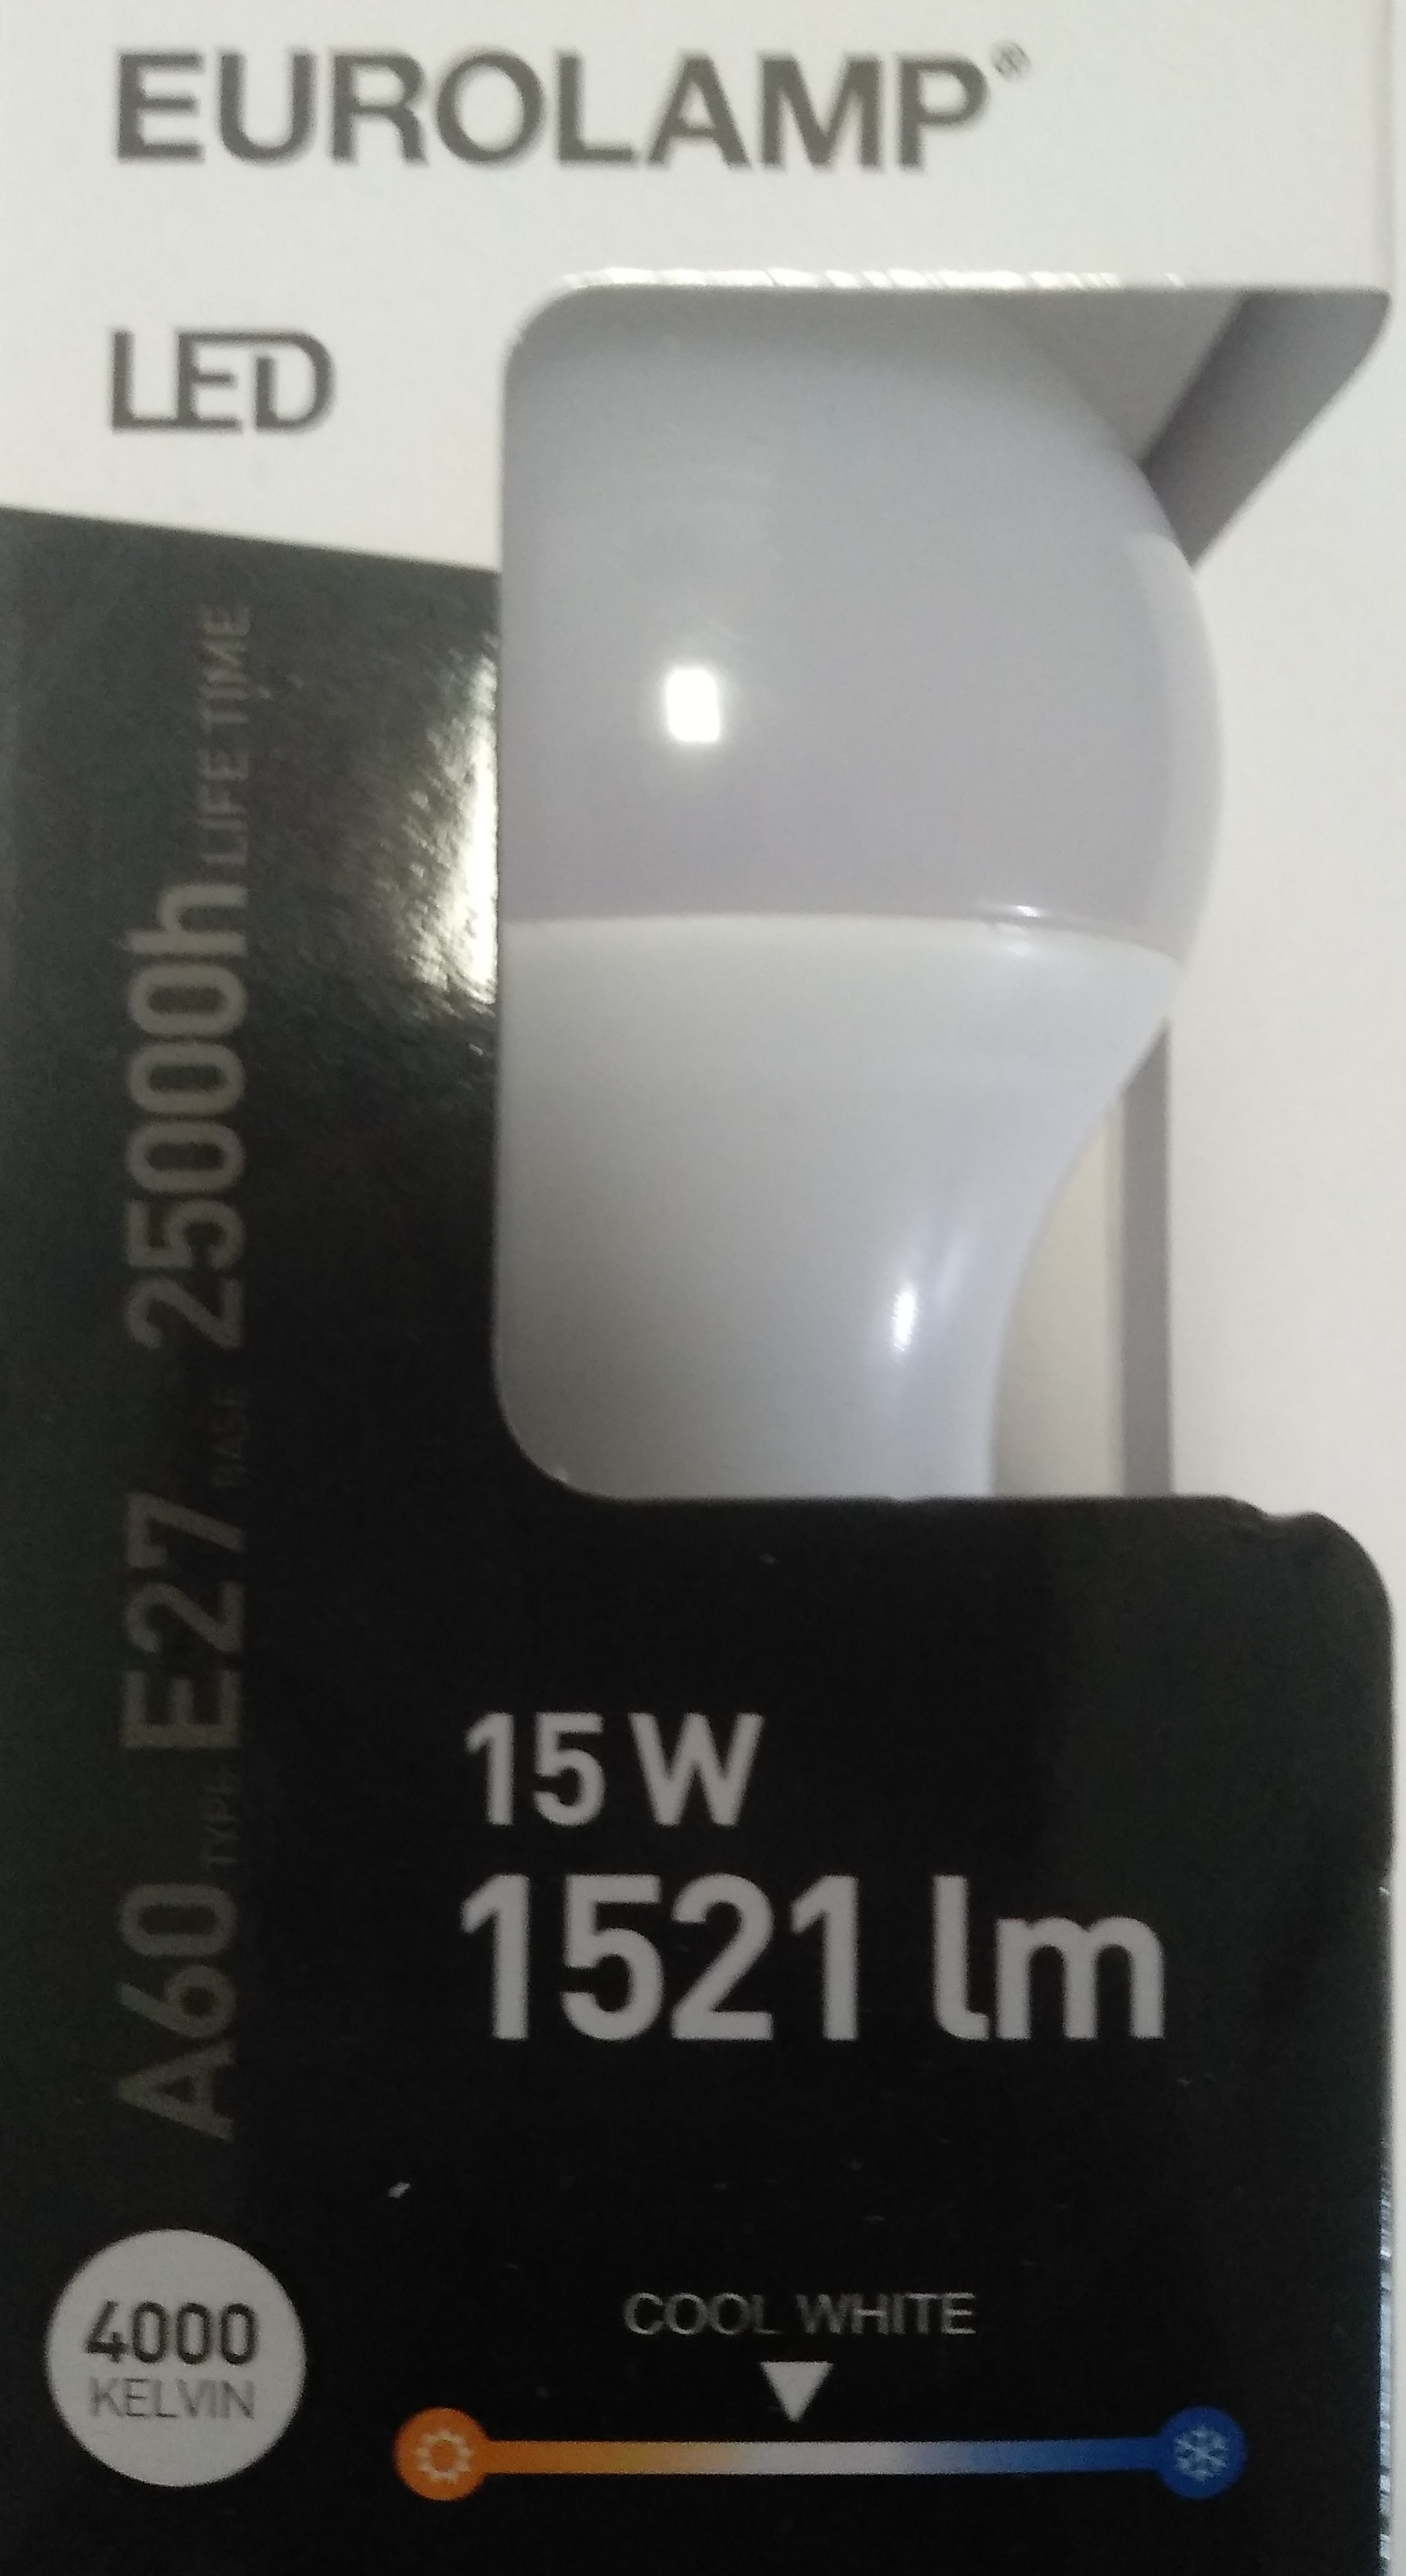 EUROLAMP®
LED
A60 TYPE E27 BASE 25000h LIFE TIME
15 W
1521 lm
4000
KELVIN
COOL WHITE